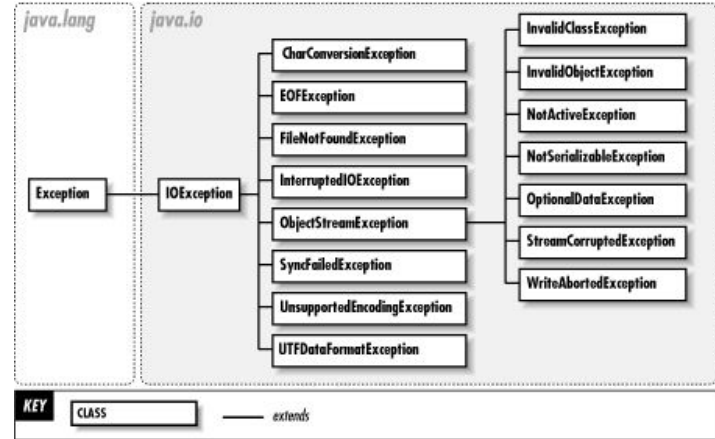 java.lang
java.io
Exception
IOException
CharConversionException
EOFException
FileNotFoundException
InterruptedIOException
ObjectStreamException
SyncFailedException
UnsupportedEncodingException
UTFDataFormatException
InvalidClassException
InvalidObjectException
NotActiveException
NotSerializableException
OptionalDataException
StreamCorruptedException
WriteAbortedException
KEY
CLASS
extends